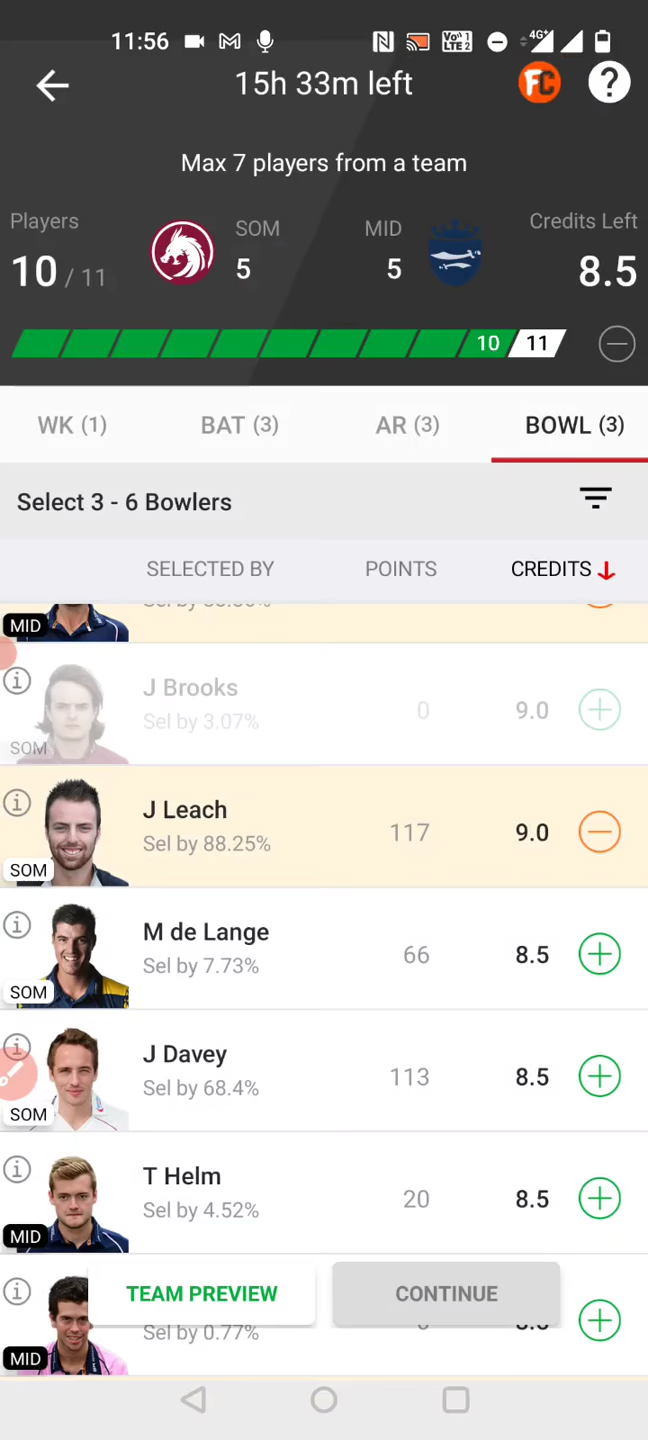 11:56
Vo)) 1
LTE 2
4G+
15h 33m left
FC
?
Max 7 players from a team
Players
SOM
MID
Credits Left
10 / 11
5
5
8.5
10
11
WK (1)
BAT (3)
AR (3)
BOWL (3)
Select 3 - 6 Bowlers
SELECTED BY
POINTS
CREDITS
MID
J Brooks
Sel by 3.07%
0
9.0
SOM
J Leach
Sel by 88.25%
117
9.0
SOM
M de Lange
Sel by 7.73%
66
8.5
SOM
J Davey
Sel by 68.4%
113
8.5
SOM
T Helm
Sel by 4.52%
20
8.5
MID
TEAM PREVIEW
CONTINUE
Sel by 0.77%
MID